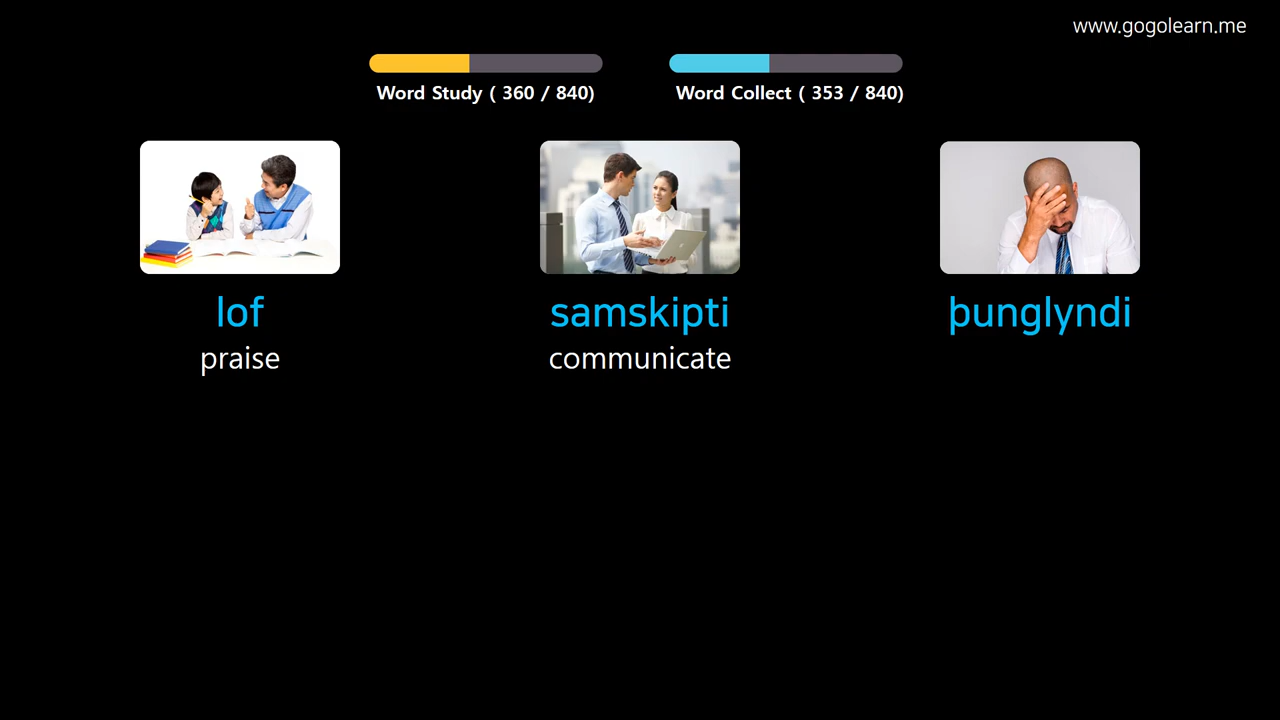 www.gogolearn.me
Word Study ( 360 / 840)
Word Collect ( 353 / 840)
lof
samskipti
þunglyndi
praise
communicate